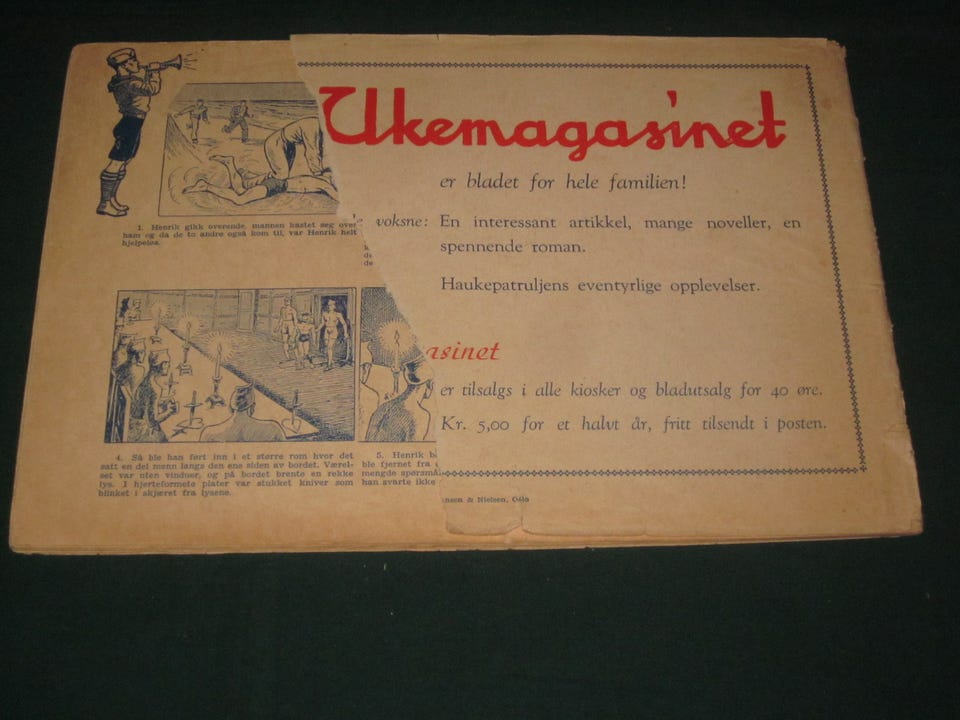 Ukemagasinet
er bladet for hele familien!
voksne: En interessant artikkel, mange noveller, en
spennende roman.
Haukepatruljens eventyrlige opplevelser.
asinet
er tilsalgs i alle kiosker og bladutsalg for 40 øre.
Kr. 5,00 for et halvt år, fritt tilsendt i posten.
& Nielsen, Oslo
1. Henrik gikk overende, mannen kastet seg over
ham og da de to andre også kom til, var Henrik helt
hjelpeløs.
4. Så ble han ført inn i et større rom hvor det
satt en del menn langs den ene siden av bordet. Værel-
set var uten vinduer, og på bordet brente en rekke
lys. I hjerteformete plater var stukket kniver som
blinket i skjæret fra lysene.
5. Henrik
ble fjernet fra
mengde spørsmål
han svarte ikke